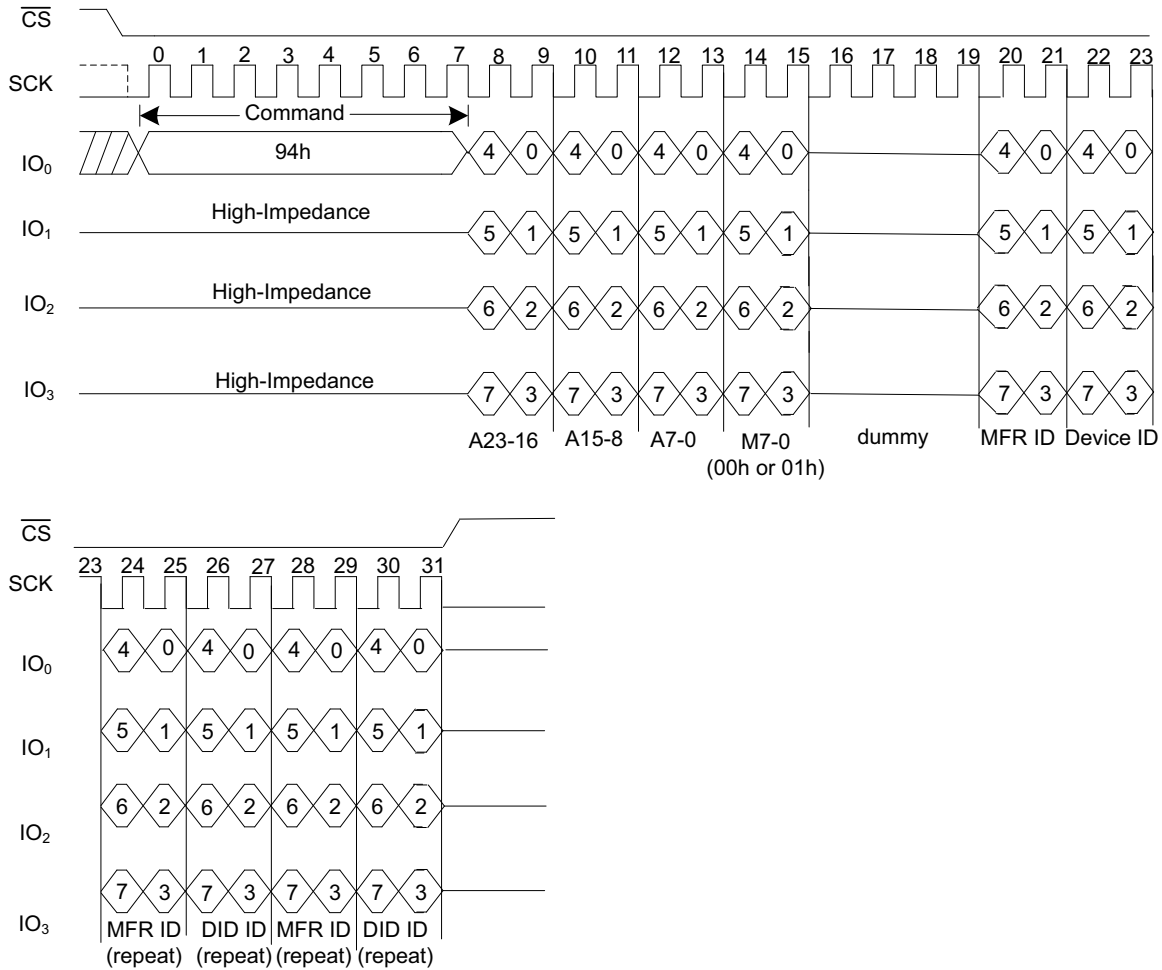 CS
0 1 2 3 4 5 6 7 8 9 10 11 12 13 14 15 16 17 18 19 20 21 22 23
SCK
Command
IO0 94h 4 0 4 0 4 0 4 0 4 0 4 0
High-Impedance
IO1 5 1 5 1 5 1 5 1 5 1 5 1
High-Impedance
IO2 6 2 6 2 6 2 6 2 6 2 6 2
High-Impedance
IO3 7 3 7 3 7 3 7 3 7 3 7 3
A23-16 A15-8 A7-0 M7-0 dummy MFR ID Device ID
(00h or 01h)
CS
23 24 25 26 27 28 29 30 31
SCK
4 0 4 0 4 0 4 0
IO0
5 1 5 1 5 1 5 1
IO1
6 2 6 2 6 2 6 2
IO2
7 3 7 3 7 3 7 3
IO3
MFR ID DID ID MFR ID DID ID
(repeat) (repeat) (repeat) (repeat)